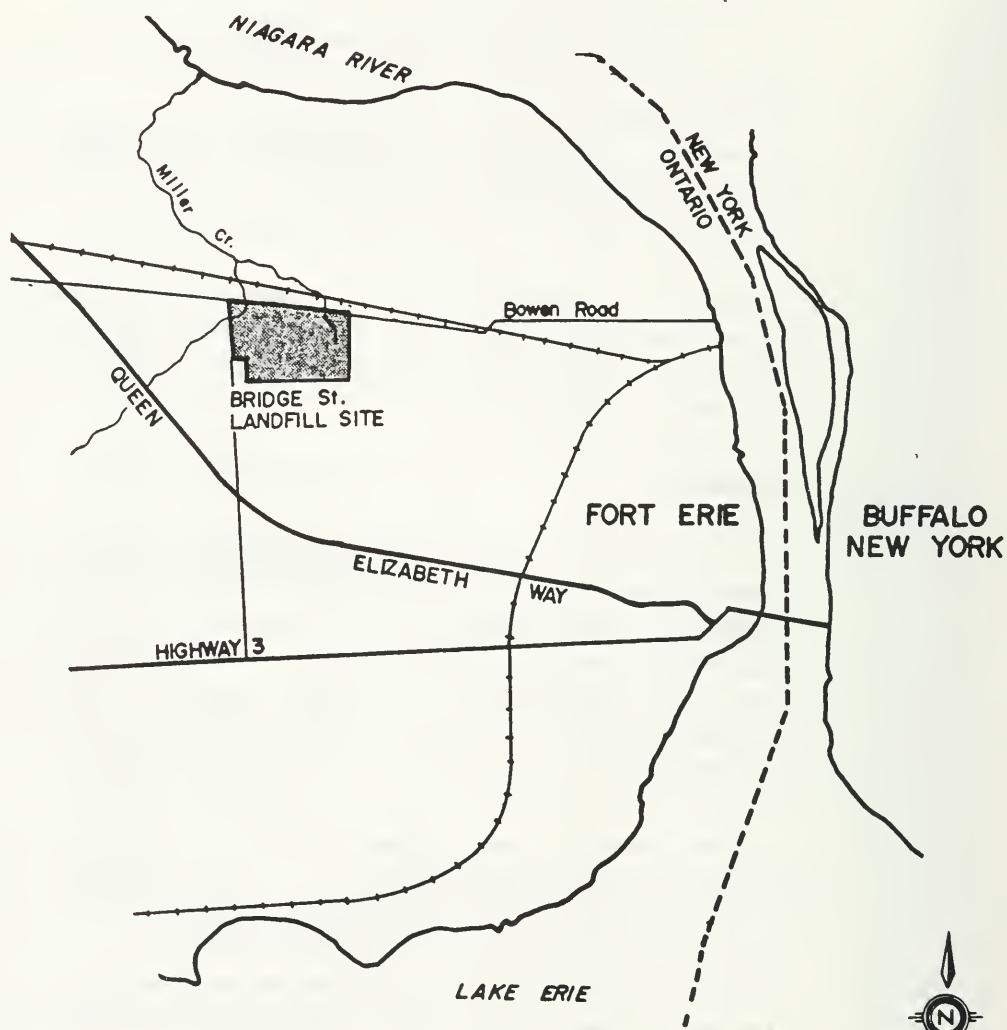 NIAGARA RIVER
NEW YORK
ONTARIO
Miller
Cr.
Bowen Road
BRIDGE St.
LANDFILL SITE
QUEEN
ELIZABETH
WAY
FORT ERIE
BUFFALO
NEW YORK
HIGHWAY 3
LAKE ERIE
N